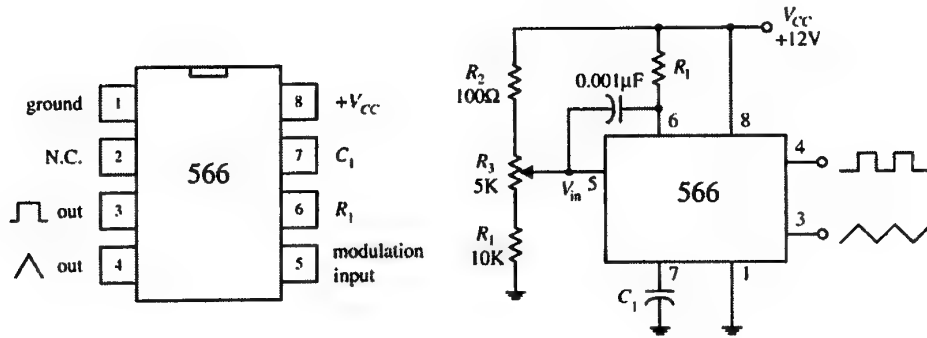 ground 1 8 +V_CC
N.C. 2 7 C_1
out 3 6 R_1
out 4 5 modulation
input
566
V_CC
+12V
R_2
100Ω
0.001μF
R_1
6
8
R_3
5K
V_in
5
566
4
3
R_1
10K
7
1
C_1